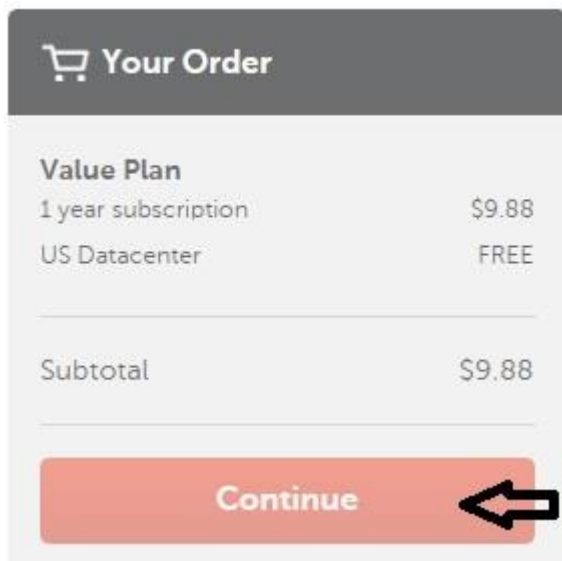 Your Order
Value Plan
1 year subscription $9.88
US Datacenter FREE
Subtotal $9.88
Continue